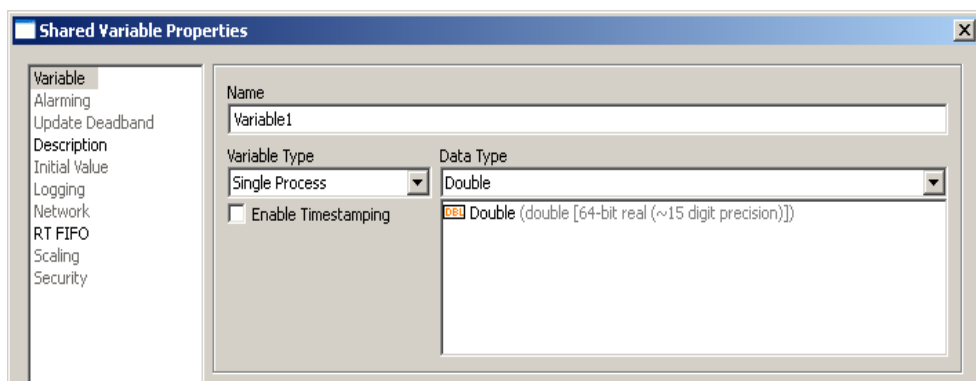 Shared Variable Properties
Variable
Alarming
Update Deadband
Description
Initial Value
Logging
Network
RT FIFO
Scaling
Security
Name
Variable1
Variable Type
Data Type
Single Process
Double
Enable Timestamping
DBL Double (double [64-bit real (~15 digit precision)])